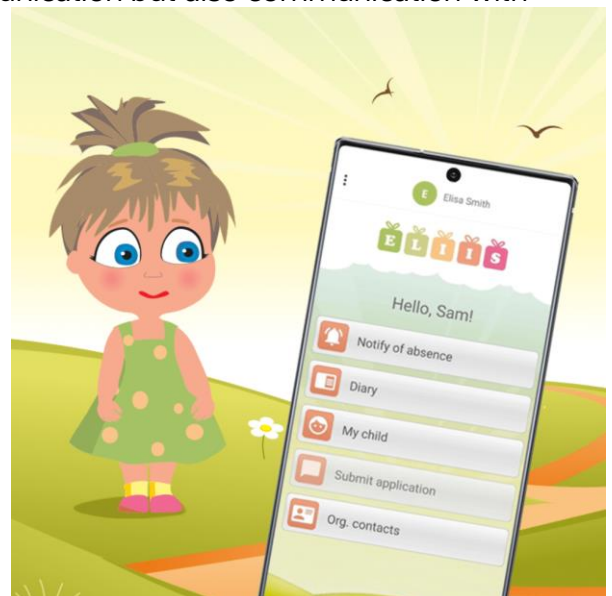 but also communication with
E Elisa Smith
ELIIS
Hello, Sam!
Notify of absence
Diary
My child
Submit application
Org. contacts